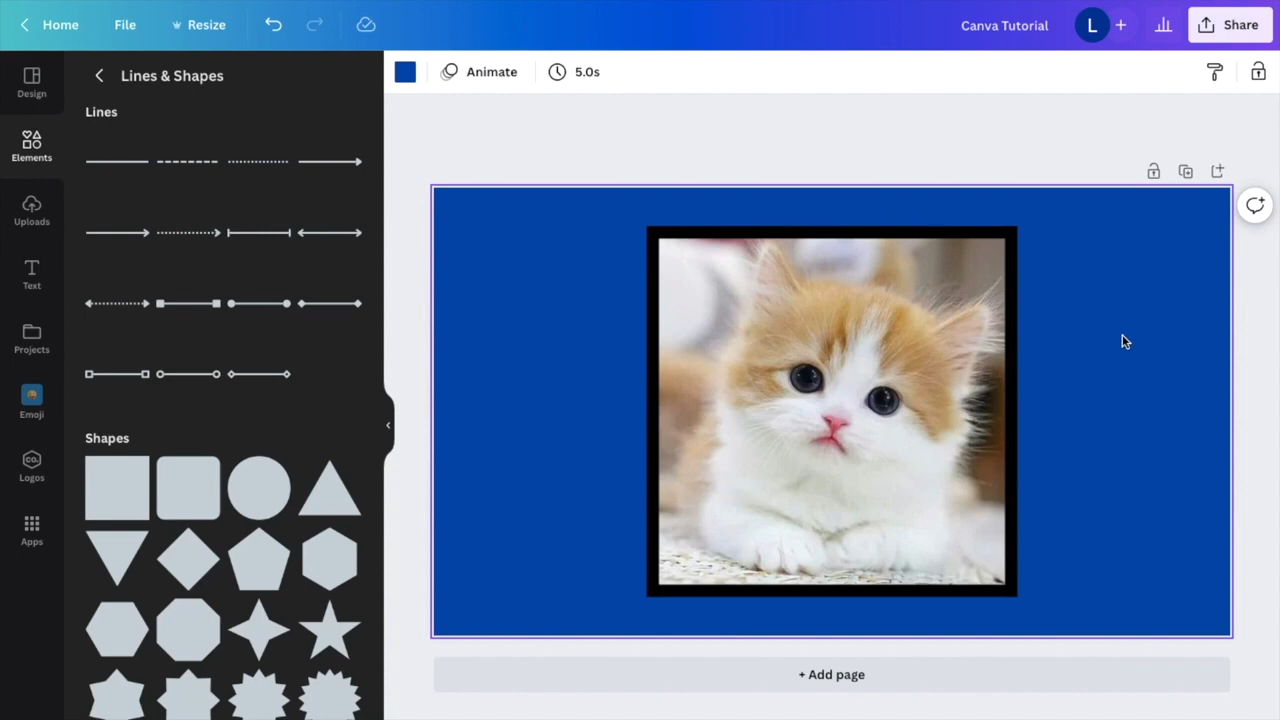 Home File Resize Canva Tutorial L + Share
Design
Elements
Uploads
Text
Projects
Emoji
co.
Logos
Apps
Lines & Shapes
Lines
Shapes
Animate 5.0s
+ Add page